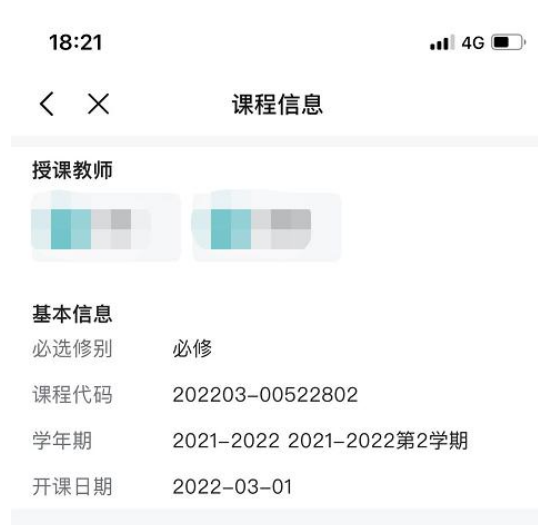 18:21 4G
课程信息
授课教师
基本信息
必选修别 必修
课程代码 202203-00522802
学年期 2021-2022 2021-2022第2学期
开课日期 2022-03-01